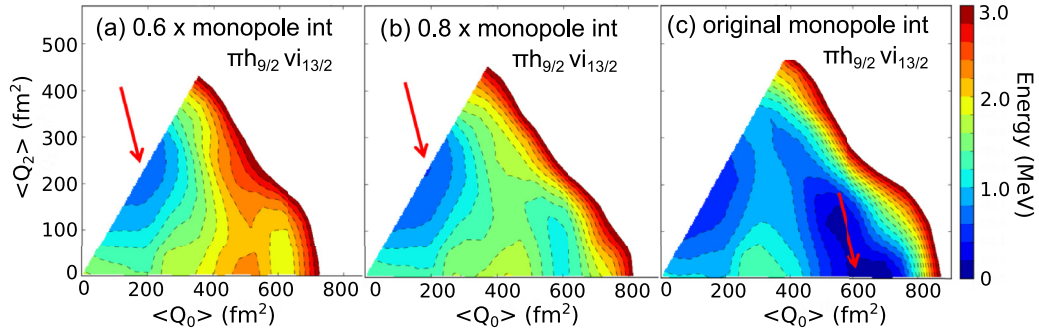 (a) 0.6 x monopole int
πh9/2 νi13/2
(b) 0.8 x monopole int
πh9/2 νi13/2
(c) original monopole int
πh9/2 νi13/2
500
400
300
200
100
0
<Q2> (fm²)
0 200 400 600 800
<Q0> (fm²)
0 200 400 600 800
<Q0> (fm²)
0 200 400 600 800
<Q0> (fm²)
3.0
2.0
1.0
0
Energy (MeV)